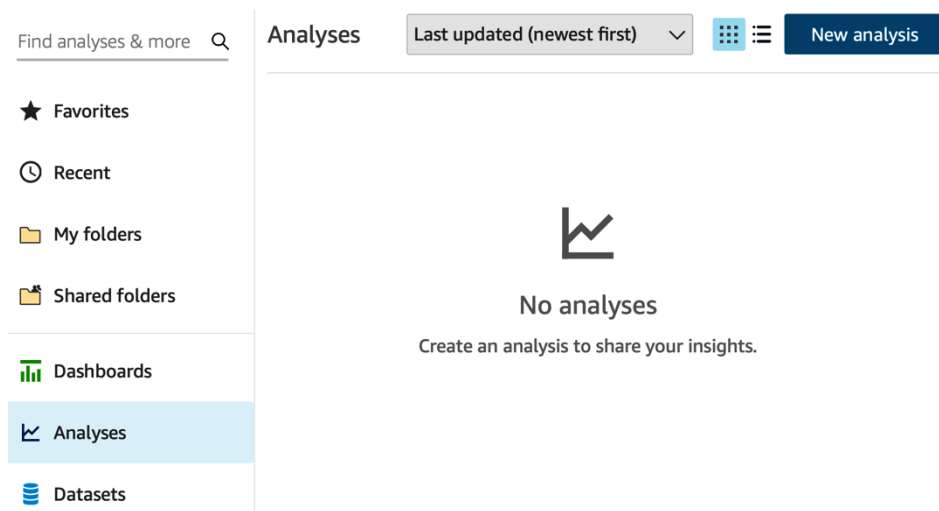 Find analyses & more
Favorites
Recent
My folders
Shared folders
Dashboards
Analyses
Datasets
Analyses
Last updated (newest first)
New analysis
No analyses
Create an analysis to share your insights.